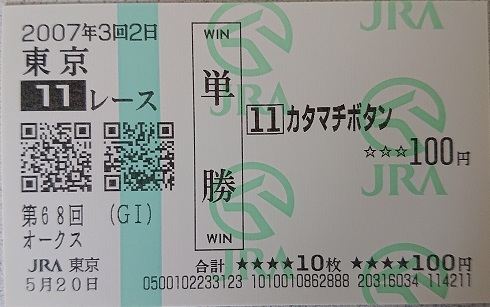 2007年3回2日
東京
11レース
第68回 (GI)
オークス
JRA 東京
5月20日
WIN
単勝
WIN
11 カタマチボタン
☆☆☆100円
合計 ★★★★10枚 ★★★★100円
0500102233123 1010010862888 20316034 114211
JRA
JRA
JRA